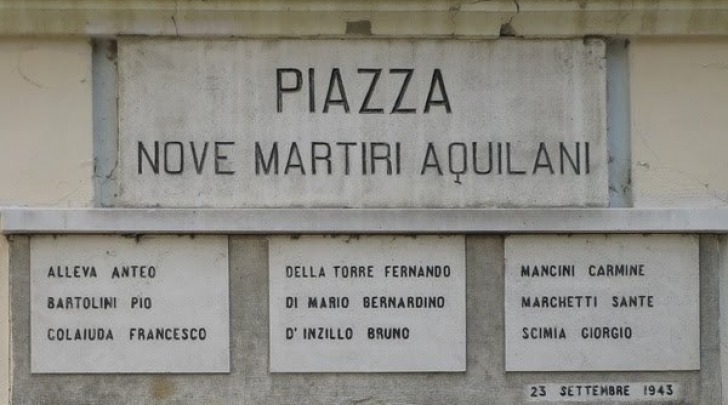 PIAZZA
NOVE MARTIRI AQUILANI
ALLEVA ANTEO
BARTOLINI PIO
COLAIUDA FRANCESCO
DELLA TORRE FERNANDO
DI MARIO BERNARDINO
D'INZILLO BRUNO
MANCINI CARMINE
MARCHETTI SANTE
SCIMIA GIORGIO
23 SETTEMBRE 1943